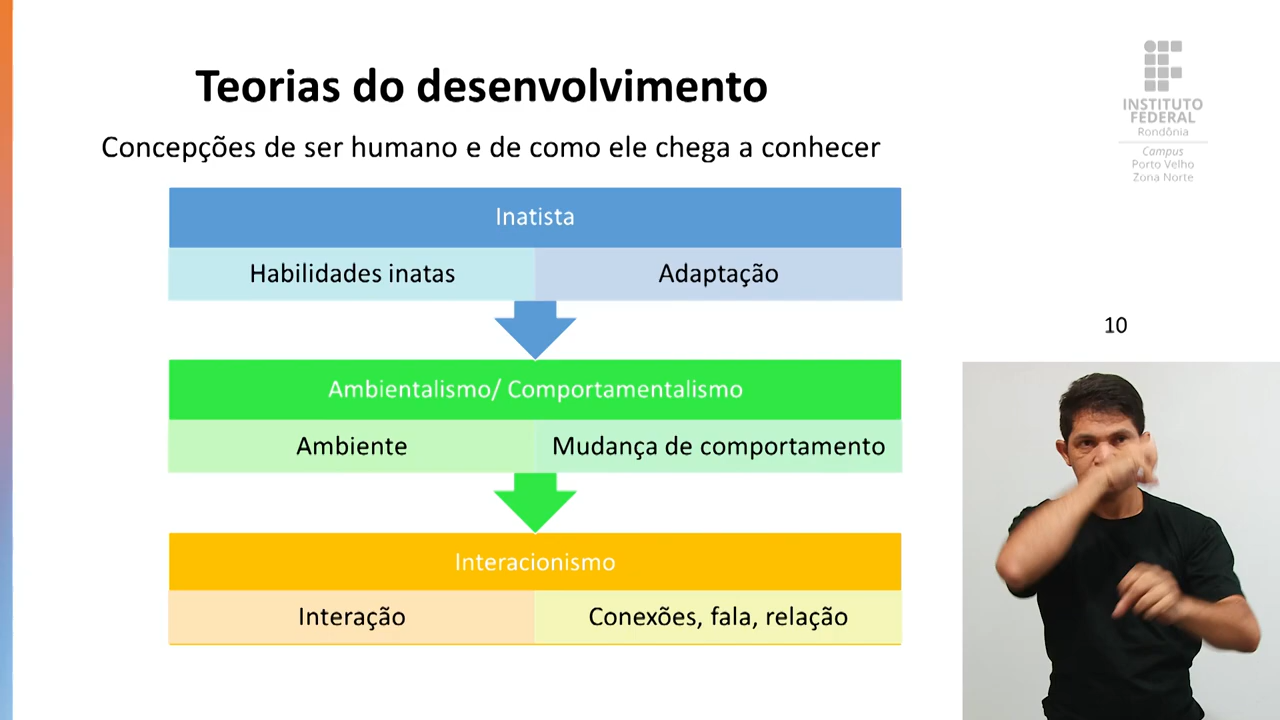 Teorias do desenvolvimento
Concepções de ser humano e de como ele chega a conhecer
Inatista
Habilidades inatas
Adaptação
Ambientalismo/ Comportamentalismo
Ambiente
Mudança de comportamento
Interacionismo
Interação
Conexões, fala, relação
INSTITUTO
FEDERAL
Rondônia
Campus
Porto Velho
Zona Norte
10